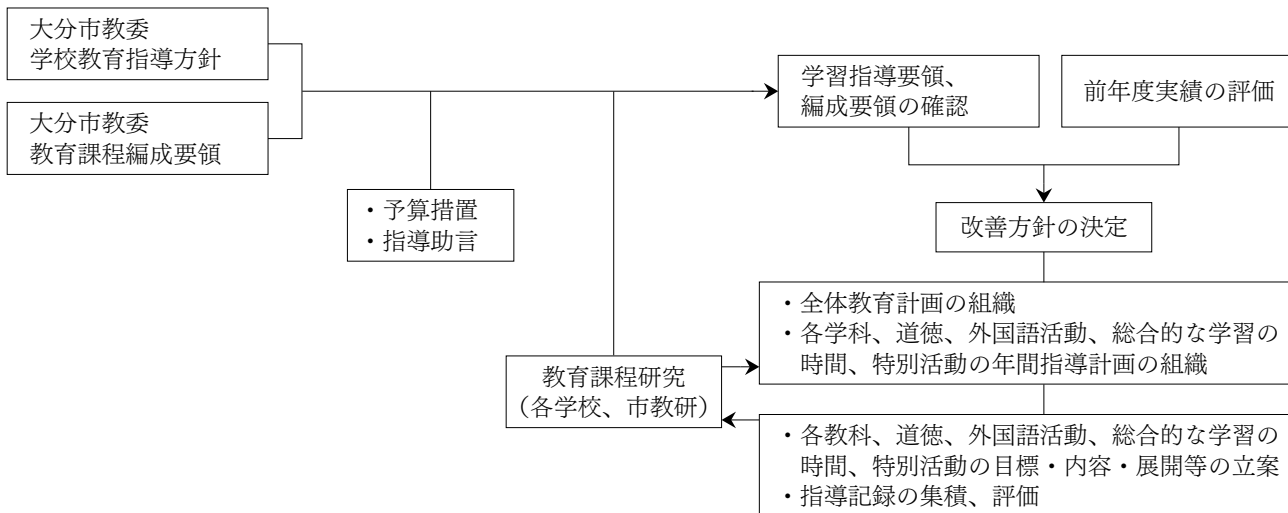 大分市教委
学校教育指導方針
大分市教委
教育課程編成要領
・予算措置
・指導助言
学習指導要領、
編成要領の確認
前年度実績の評価
改善方針の決定
・全体教育計画の組織
・各学科、道徳、外国語活動、総合的な学習の
時間、特別活動の年間指導計画の組織
教育課程研究
（各学校、市教研）
・各教科、道徳、外国語活動、総合的な学習の
時間、特別活動の目標・内容・展開等の立案
・指導記録の集積、評価